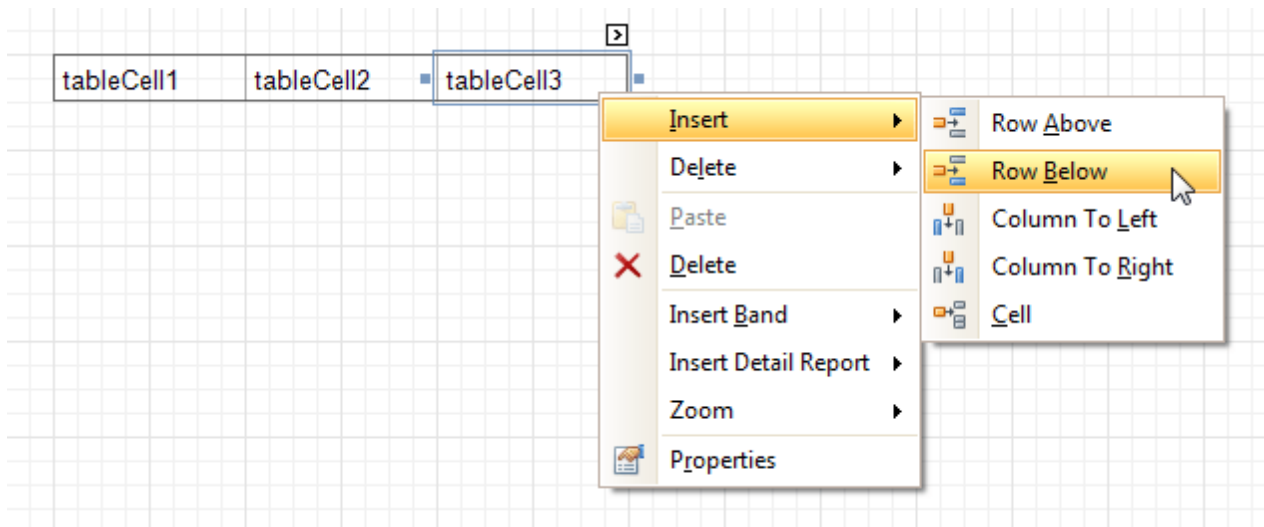 tableCell1 tableCell2 tableCell3
Insert
Delete
Paste
Delete
Insert Band
Insert Detail Report
Zoom
Properties
Row Above
Row Below
Column To Left
Column To Right
Cell